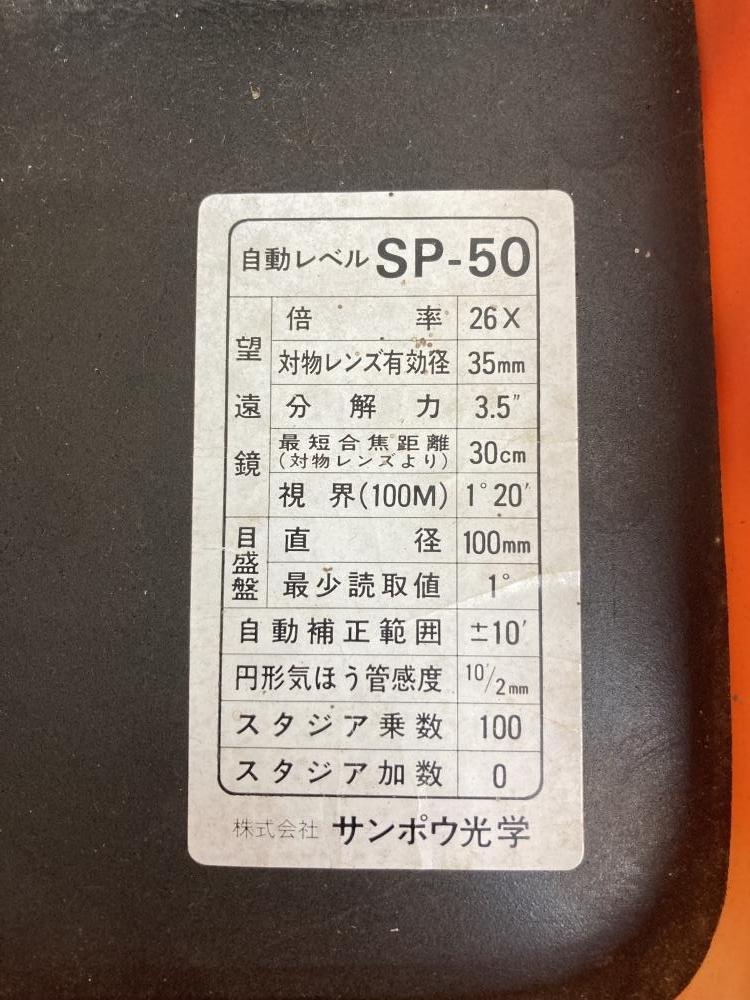 自動レベル SP-50
望遠鏡
倍率 26X
対物レンズ有効径 35mm
分解力 3.5"
最短合焦距離
(対物レンズより) 30cm
視界(100M) 1°20′
目盛盤
直径 100mm
最少読取値 1°
自動補正範囲 ±10′
円形気ほう管感度 10′/2mm
スタジア乗数 100
スタジア加数 0
株式会社 サンポウ光学